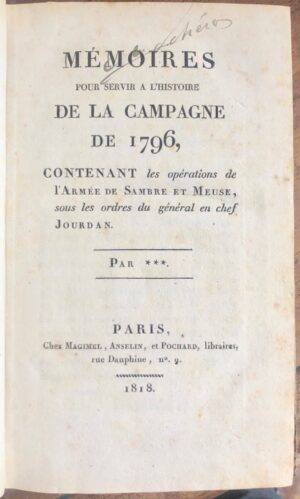 MÉMOIRES
POUR SERVIR A L'HISTOIRE
DE LA CAMPAGNE
DE 1796,
CONTENANT les opérations de
l'ARMÉE DE SAMBRE ET MEUSE,
sous les ordres du général en chef
JOURDAN.
PAR ***.
PARIS,
Chez MAGIMEL, ANSELIN, et POCHARD, libraires,
rue Dauphine, nº. 9.
1818.